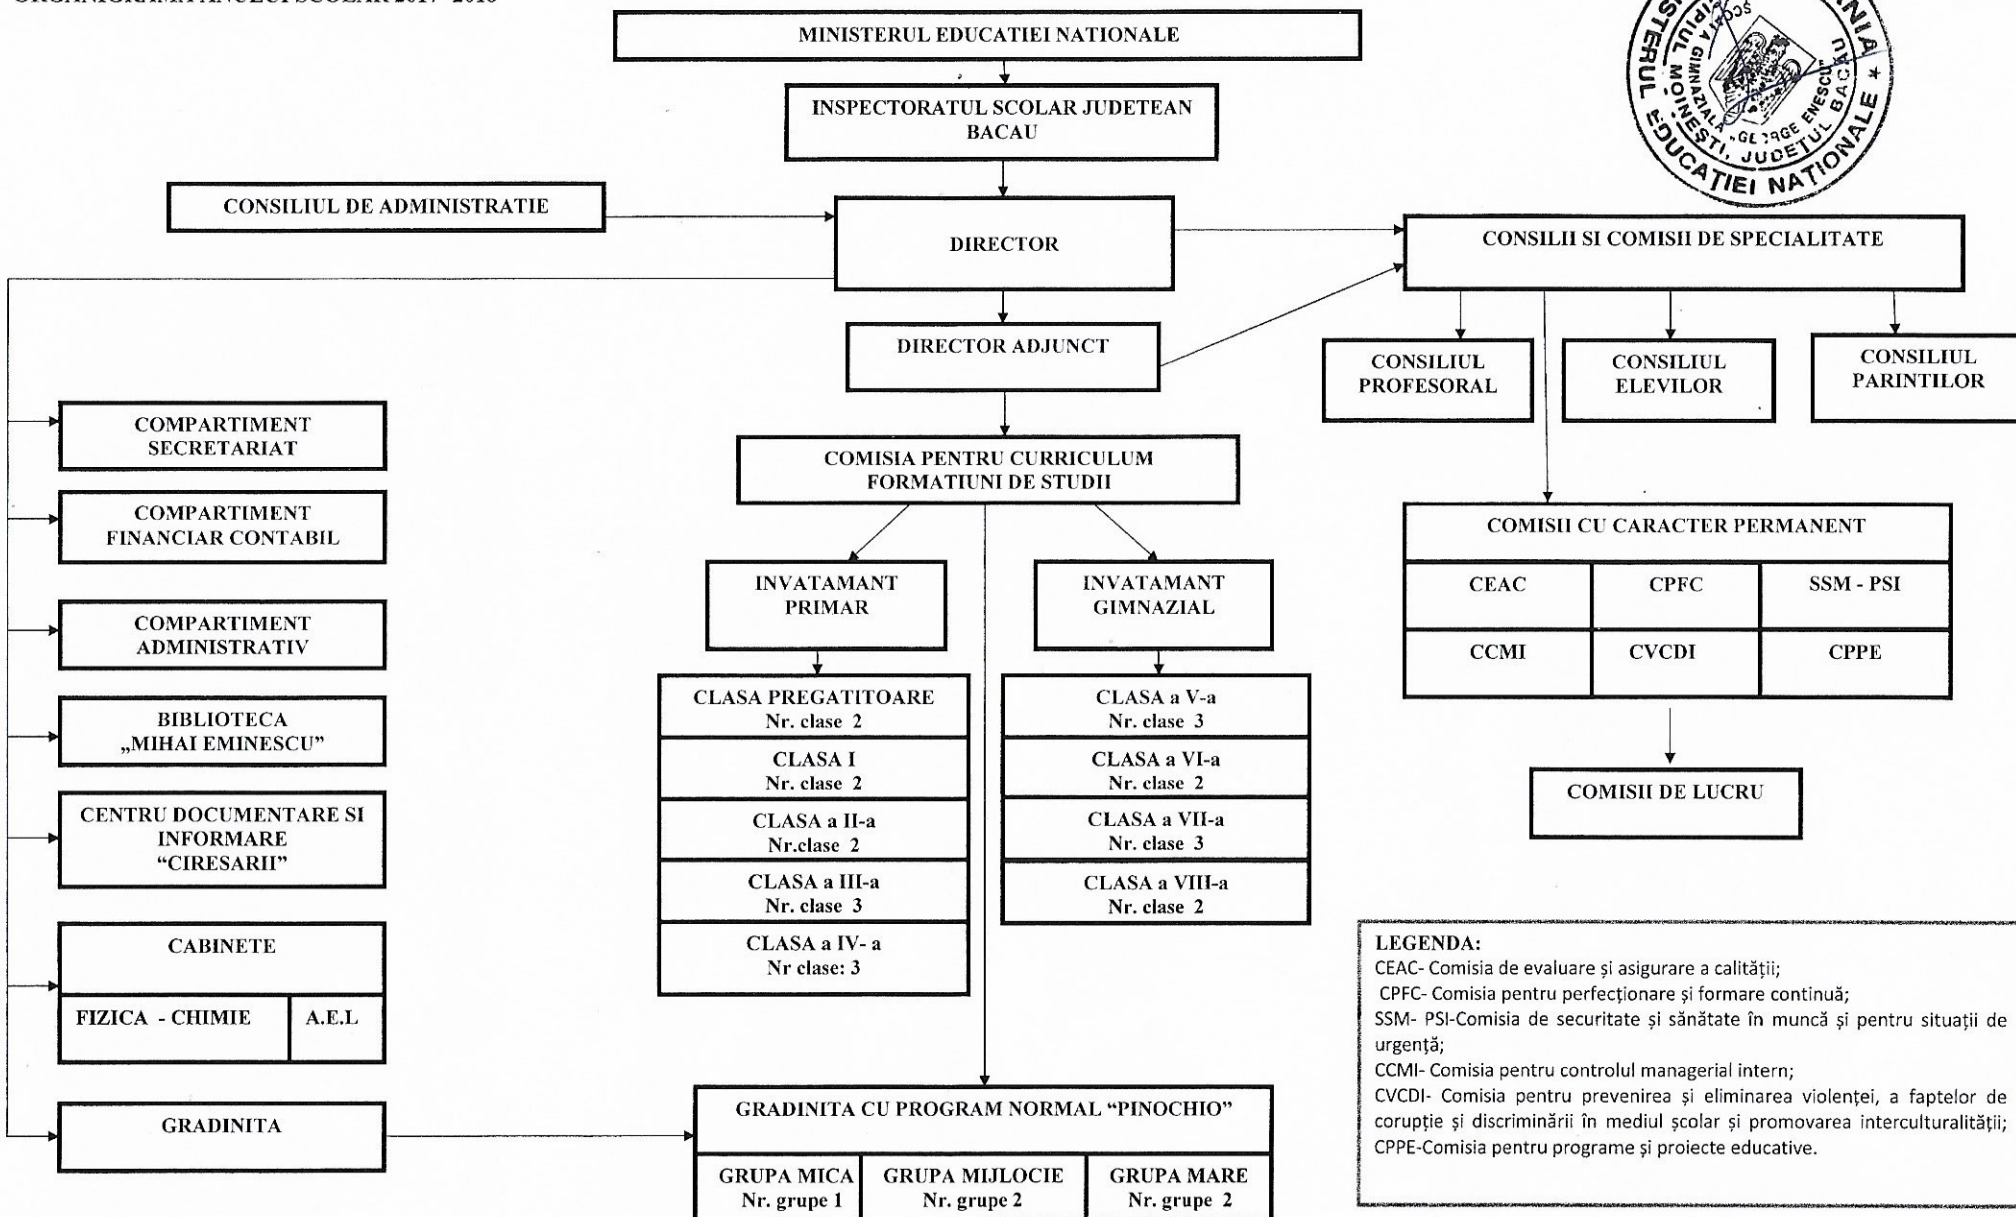 MINISTERUL EDUCATIEI NATIONALE
INSPECTORATUL SCOLAR JUDETEAN
BACAU
CONSILIUL DE ADMINISTRATIE
DIRECTOR
CONSILII SI COMISII DE SPECIALITATE
DIRECTOR ADJUNCT
CONSILIUL
PROFESORAL
CONSILIUL
ELEVILOR
CONSILIUL
PARINTILOR
COMPARTIMENT
SECRETARIAT
COMPARTIMENT
FINANCIAR CONTABIL
COMPARTIMENT
ADMINISTRATIV
BIBLIOTECA
„MIHAI EMINESCU”
CENTRU DOCUMENTARE SI
INFORMARE
“CIRESARII”
CABINETE
FIZICA - CHIMIE
A.E.L
GRADINITA
COMISIA PENTRU CURRICULUM
FORMATIUNI DE STUDII
INVATAMANT
PRIMAR
INVATAMANT
GIMNAZIAL
CLASA PREGATITOARE
Nr. clase 2
CLASA I
Nr. clase 2
CLASA a II-a
Nr.clase 2
CLASA a III-a
Nr. clase 3
CLASA a IV- a
Nr clase: 3
CLASA a V-a
Nr. clase 3
CLASA a VI-a
Nr. clase 2
CLASA a VII-a
Nr. clase 3
CLASA a VIII-a
Nr. clase 2
GRADINITA CU PROGRAM NORMAL “PINOCHIO”
GRUPA MICA
Nr. grupe 1
GRUPA MIJLOCIE
Nr. grupe 2
GRUPA MARE
Nr. grupe 2
COMISII CU CARACTER PERMANENT
CEAC
CPFC
SSM - PSI
CCMI
CVCDI
CPPE
COMISII DE LUCRU
LEGENDA:
CEAC- Comisia de evaluare și asigurare a calității;
CPFC- Comisia pentru perfecționare și formare continuă;
SSM- PSI-Comisia de securitate și sănătate în muncă și pentru situații de
urgență;
CCMI- Comisia pentru controlul managerial intern;
CVCDI- Comisia pentru prevenirea și eliminarea violenței, a faptelor de
corupție și discriminării în mediul școlar și promovarea interculturalității;
CPPE-Comisia pentru programe și proiecte educative.
EDUCAȚIEI NAȚIONALE
MOINEȘTI, JUDEȚUL BACĂU
ENESCU"